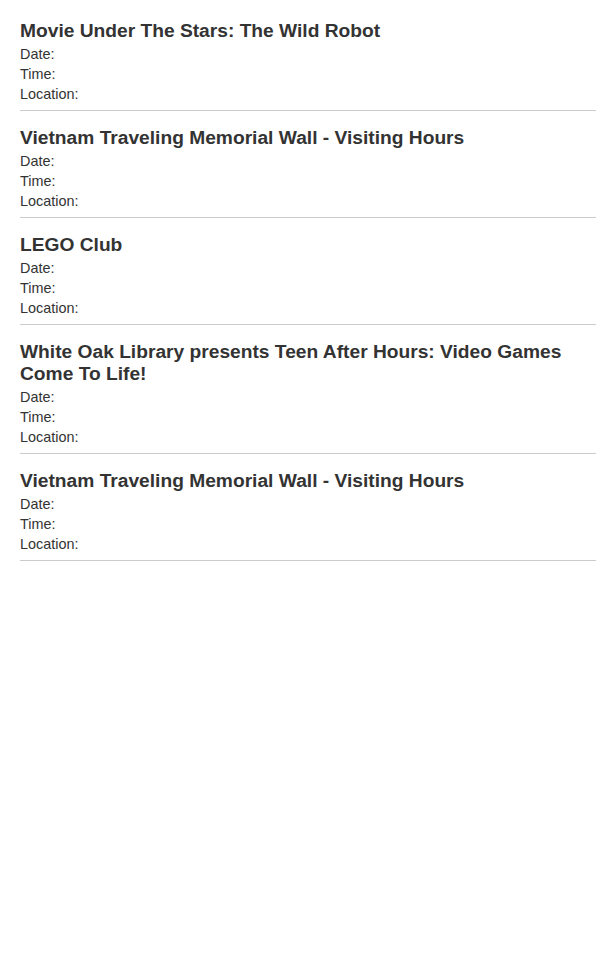 Movie Under The Stars: The Wild Robot
Date:
Time:
Location:
Vietnam Traveling Memorial Wall - Visiting Hours
Date:
Time:
Location:
LEGO Club
Date:
Time:
Location:
White Oak Library presents Teen After Hours: Video Games
Come To Life!
Date:
Time:
Location:
Vietnam Traveling Memorial Wall - Visiting Hours
Date:
Time:
Location: